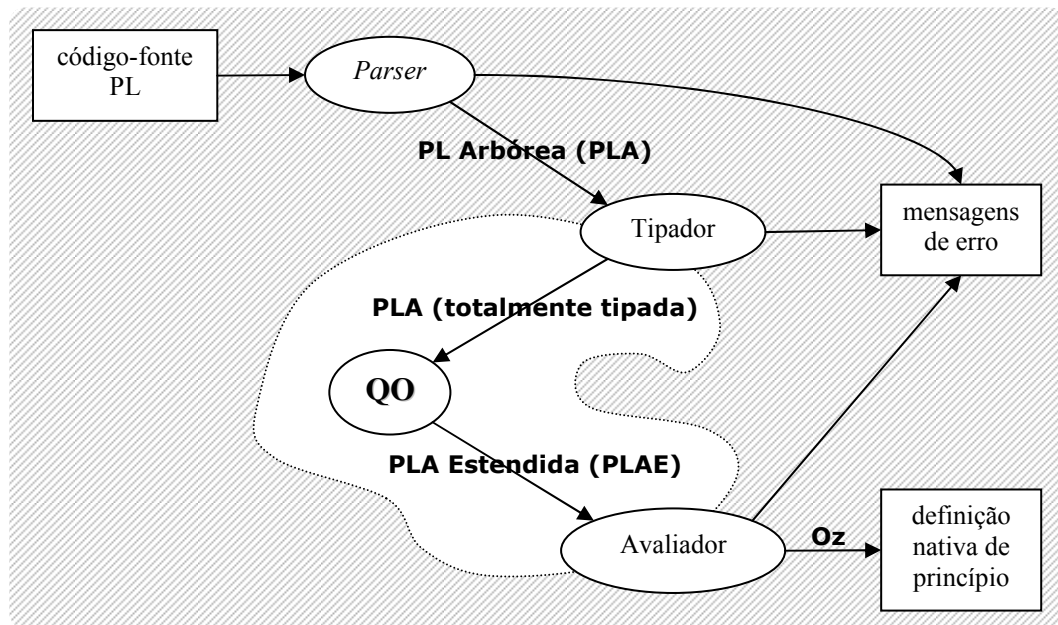 código-fonte
PL
Parser
PL Arbórea (PLA)
Tipador
mensagens
de erro
PLA (totalmente tipada)
QO
PLA Estendida (PLAE)
Avaliador
Oz
definição
nativa de
princípio